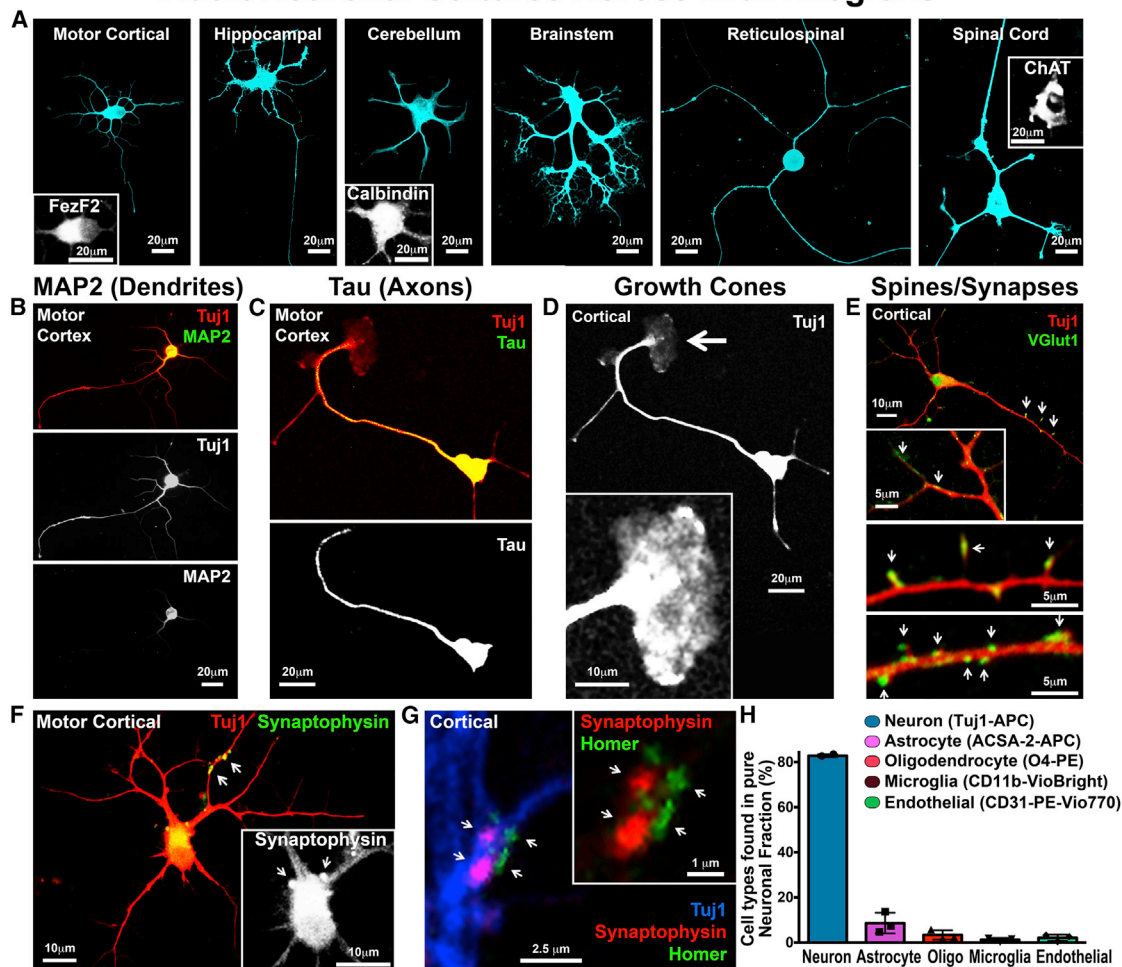 A
Motor Cortical
Hippocampal
Cerebellum
Brainstem
Reticulospinal
Spinal Cord
ChAT
20μm
FezF2
20μm
20μm
20μm
Calbindin
20μm
20μm
20μm
20μm
20μm
MAP2 (Dendrites)
Tau (Axons)
Growth Cones
Spines/Synapses
B
Motor
Cortex
Tuj1
MAP2
Tuj1
MAP2
20μm
C
Motor
Cortex
Tuj1
Tau
Tau
20μm
D
Cortical
Tuj1
20μm
10μm
E
Cortical
Tuj1
VGlut1
10μm
5μm
5μm
5μm
F
Motor Cortical
Tuj1
Synaptophysin
Synaptophysin
10μm
10μm
G
Cortical
Synaptophysin
Homer
1 μm
Tuj1
Synaptophysin
Homer
2.5 μm
H
Neuron (Tuj1-APC)
Astrocyte (ACSA-2-APC)
Oligodendrocyte (O4-PE)
Microglia (CD11b-VioBright)
Endothelial (CD31-PE-Vio770)
Cell types found in pure
Neuronal Fraction (%)
80
60
40
20
0
Neuron Astrocyte Oligo Microglia Endothelial